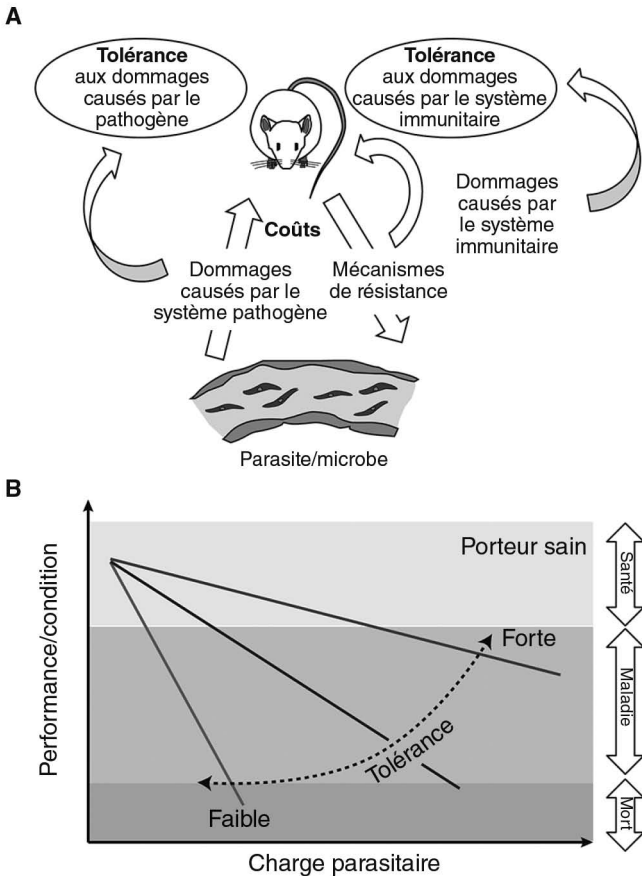 A
Tolérance
aux dommages
causés par le
pathogène
Tolérance
aux dommages
causés par le système
immunitaire
Dommages
causés par
le système
immunitaire
Coûts
Dommages
causés par le
système pathogène
Mécanismes
de résistance
Parasite/microbe
B
Performance/condition
Porteur sain
Forte
Tolérance
Faible
Charge parasitaire
Santé
Maladie
Mort